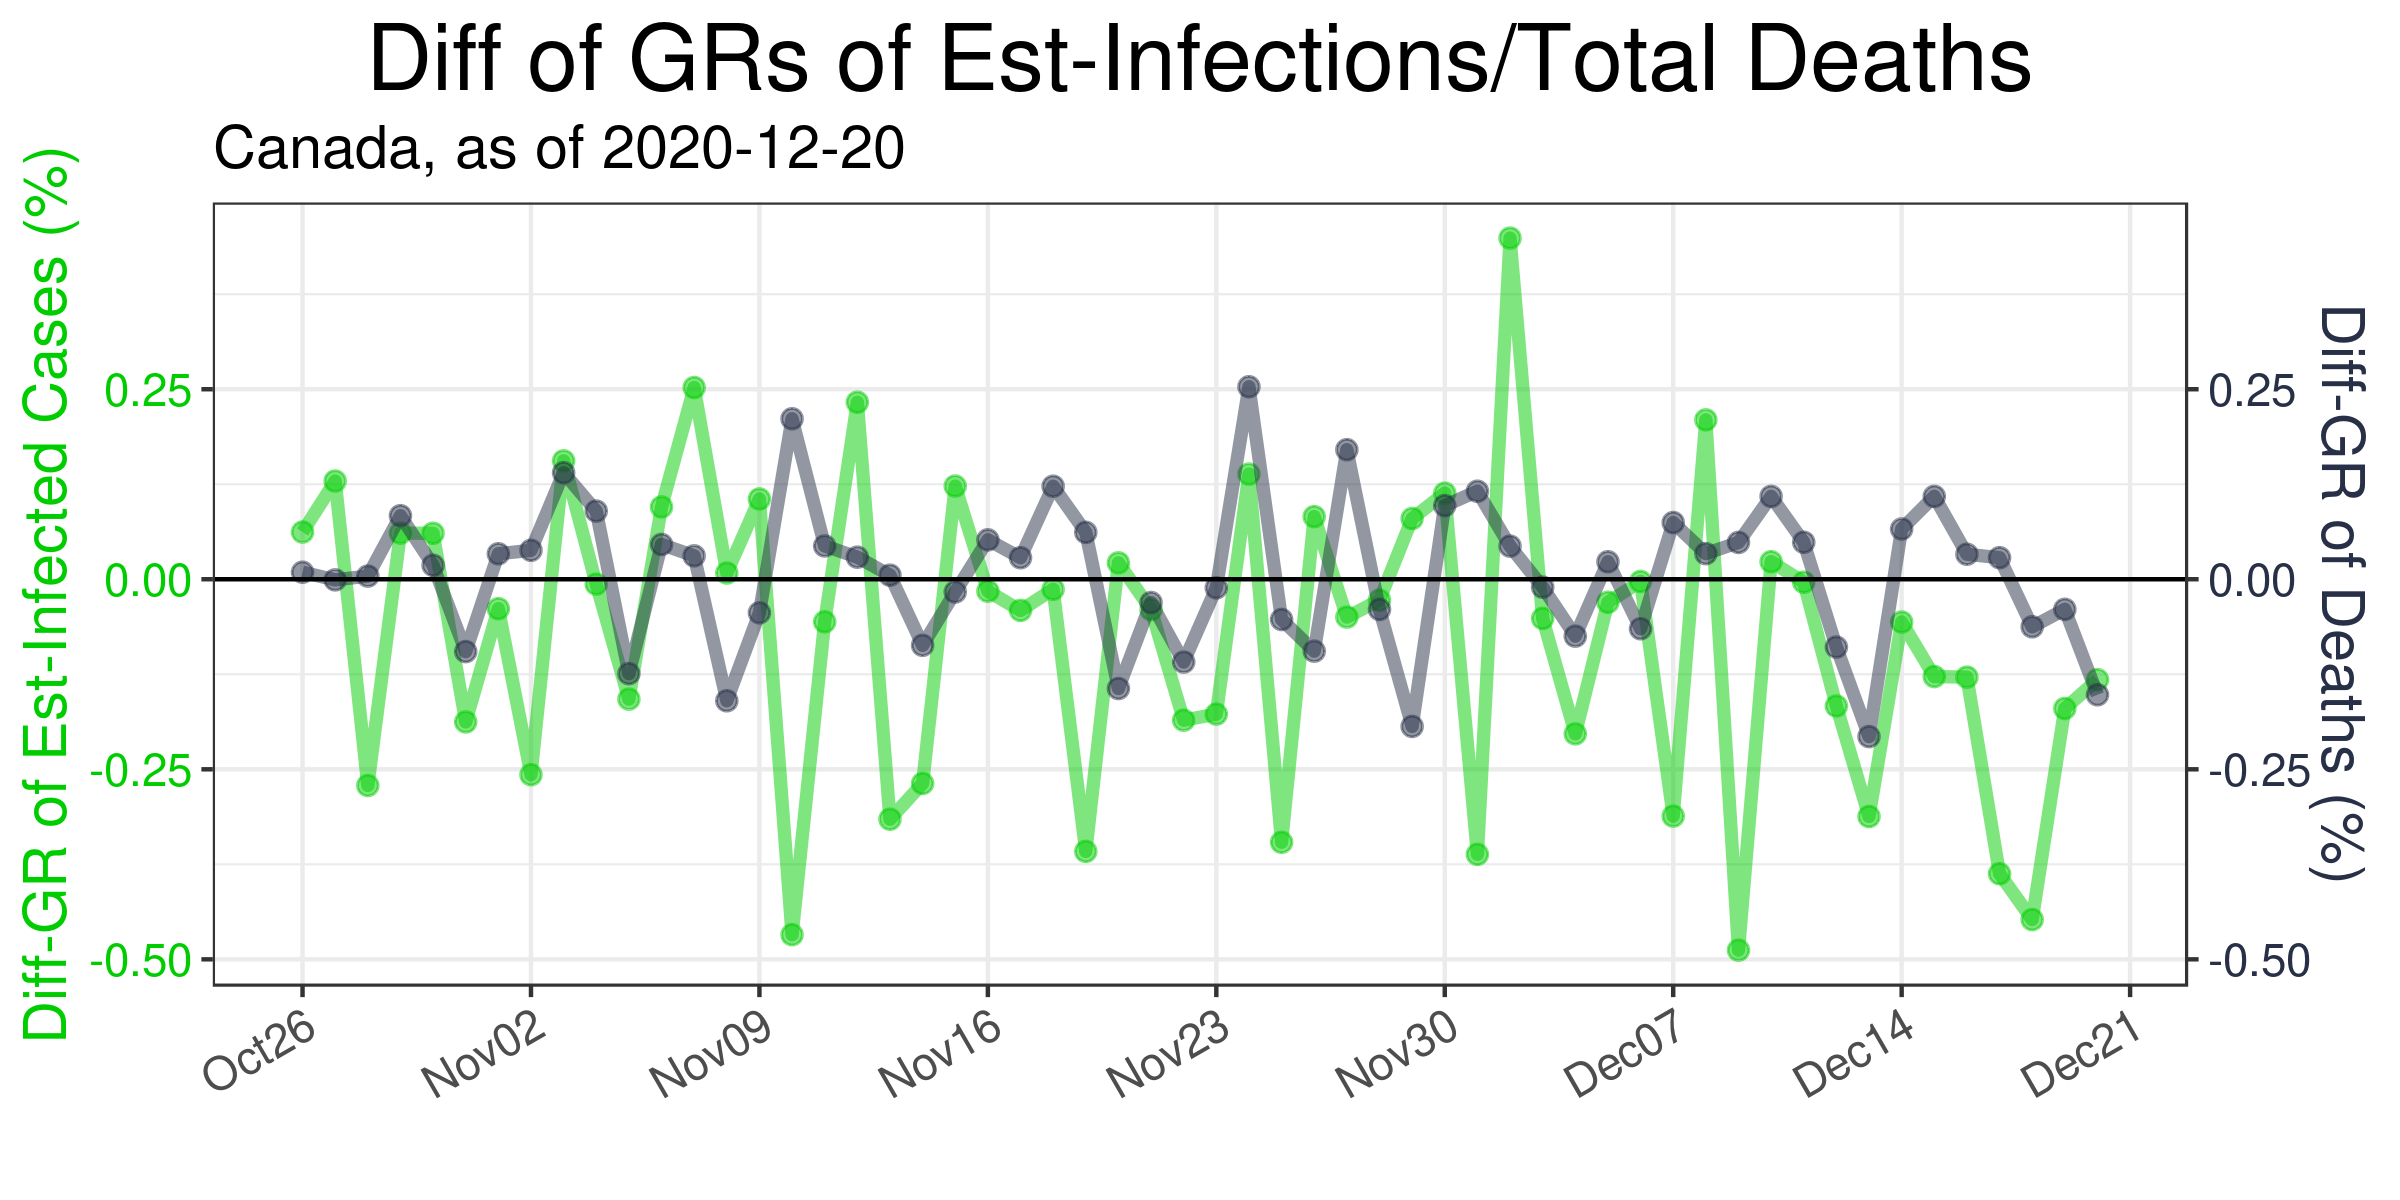 Diff of GRs of Est-Infections/Total Deaths
Canada, as of 2020-12-20
Diff-GR of Est-Infected Cases (%)
0.25
0.00
-0.25
-0.50
0.25
0.00
-0.25
-0.50
Diff-GR of Deaths (%)
Oct26
Nov02
Nov09
Nov16
Nov23
Nov30
Dec07
Dec14
Dec21